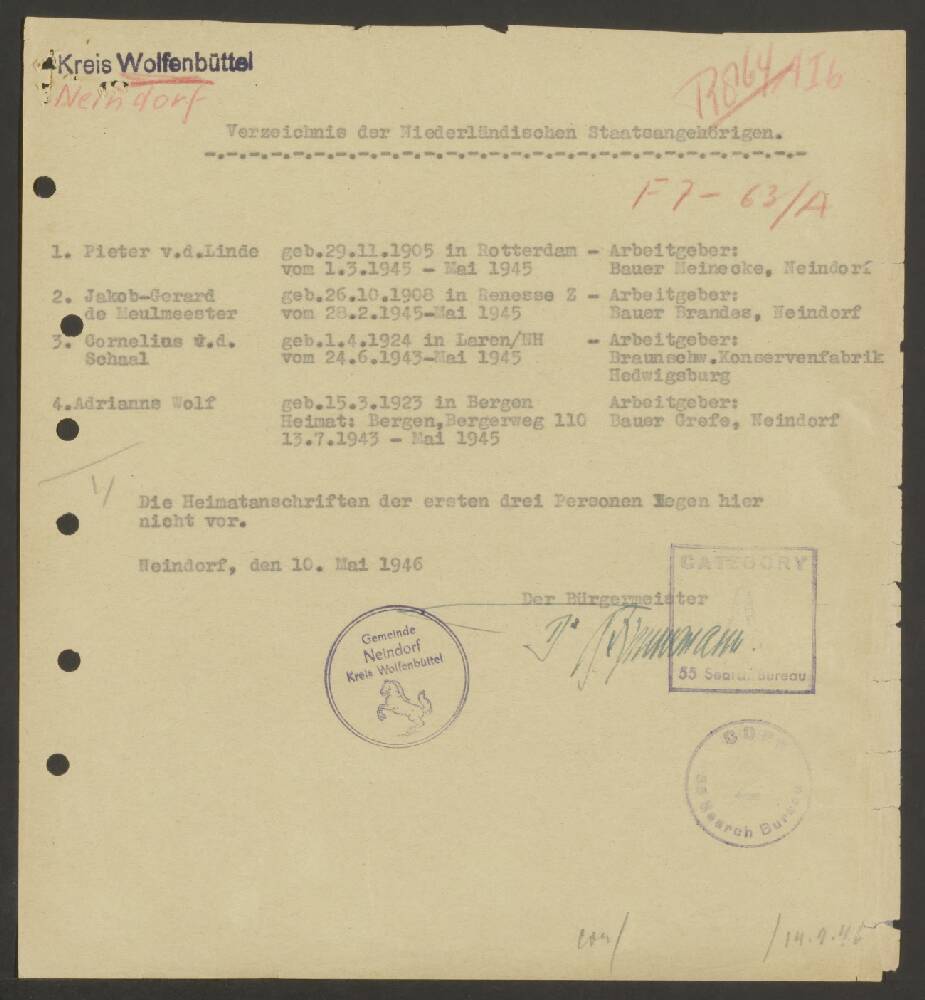 Kreis Wolfenbüttel
Neindorf
R864 AIb
Verzeichnis der Niederländischen Staatsangehörigen.
F7- 63/A
1. Pieter v.d.Linde geb.29.11.1905 in Rotterdam - Arbeitgeber:
vom 1.3.1945 - Mai 1945 Bauer Meinecke, Neindorf
2. Jakob-Gerard geb.26.10.1908 in Renesse Z - Arbeitgeber:
de Meulmeester vom 28.2.1945-Mai 1945 Bauer Brandes, Neindorf
3. Cornelias v.d. geb.1.4.1924 in Laren/NH - Arbeitgeber:
Schaal vom 24.6.1943-Mai 1945 Braunschw.Konservenfabrik
Hedwigsburg
4.Adrianns Wolf geb.15.3.1923 in Bergen Arbeitgeber:
Heimat: Bergen,Bergerweg 110 Bauer Grefe, Neindorf
13.7.1943 - Mai 1945
Die Heimatanschriften der ersten drei Personen legen hier
nicht vor.
Neindorf, den 10. Mai 1946
Der Bürgermeister
Gemeinde
Neindorf
Kreis Wolfenbüttel
CATEGORY
55 Search Bureau
COPY
55 Search Bureau